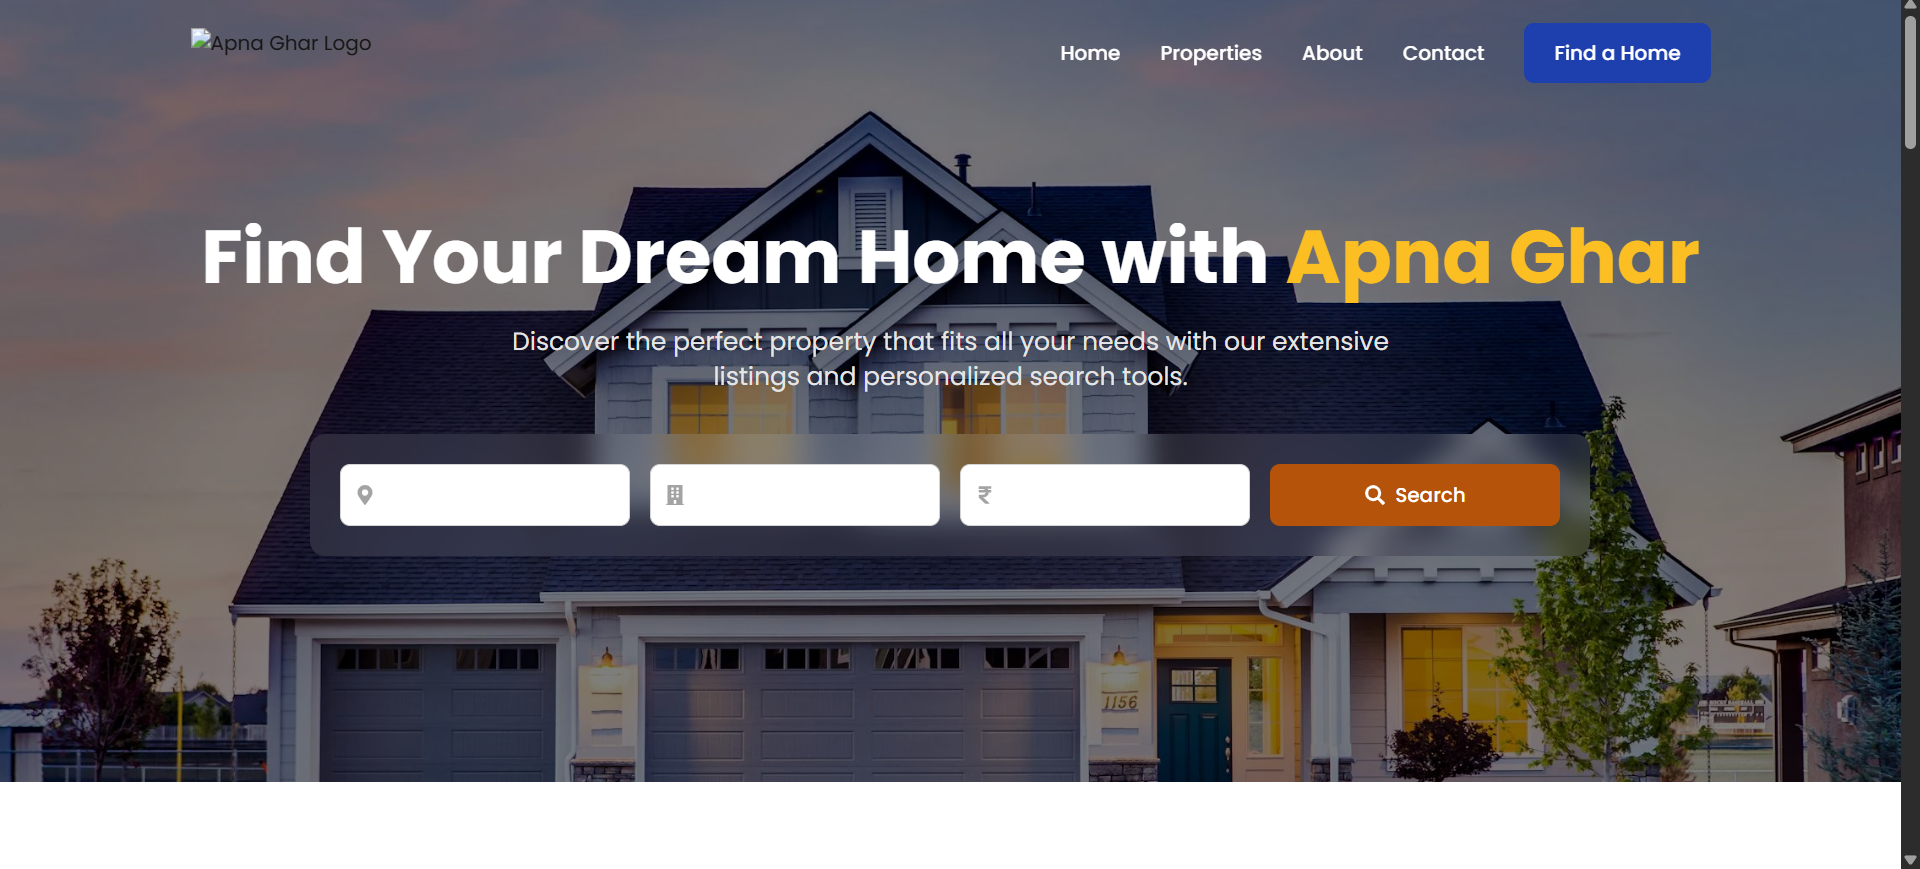 Apna Ghar Logo
Home
Properties
About
Contact
Find a Home
Find Your Dream Home with Apna Ghar
Discover the perfect property that fits all your needs with our extensive
listings and personalized search tools.
₹
Search
1156